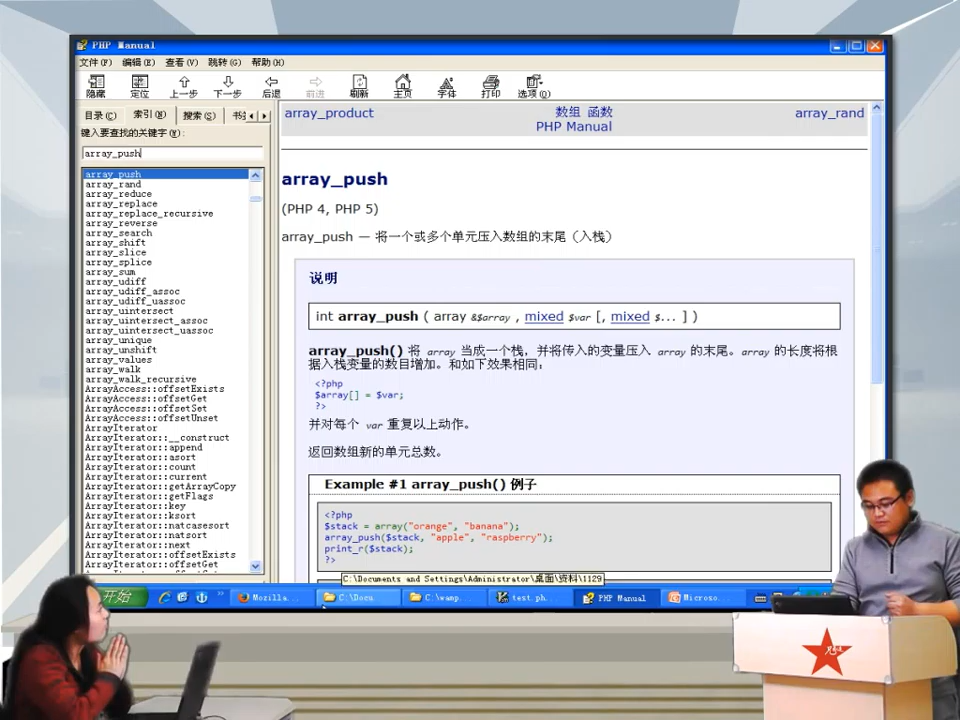 PHP Manual
文件(F) 编辑(E) 查看(V) 跳转(G) 帮助(H)
隐藏 定位 上一步 下一步 后退 前进 刷新 主页 字体 打印 选项(O)
目录(C) 索引(N) 搜索(S)
键入要查找的关键字(W):
array_push
array_push
array_rand
array_reduce
array_replace
array_replace_recursive
array_reverse
array_search
array_shift
array_slice
array_splice
array_sum
array_udiff
array_udiff_assoc
array_udiff_uassoc
array_uintersect
array_uintersect_assoc
array_uintersect_uassoc
array_unique
array_unshift
array_values
array_walk
array_walk_recursive
ArrayAccess::offsetExists
ArrayAccess::offsetGet
ArrayAccess::offsetSet
ArrayAccess::offsetUnset
ArrayIterator
ArrayIterator::__construct
ArrayIterator::append
ArrayIterator::asort
ArrayIterator::count
ArrayIterator::current
ArrayIterator::getArrayCopy
ArrayIterator::getFlags
ArrayIterator::key
ArrayIterator::ksort
ArrayIterator::natcasesort
ArrayIterator::natsort
ArrayIterator::next
ArrayIterator::offsetExists
ArrayIterator::offsetGet
array_product 数组 函数 array_rand
PHP Manual
array_push
(PHP 4, PHP 5)
array_push — 将一个或多个单元压入数组的末尾（入栈）
说明
int array_push ( array &$array , mixed $var [, mixed $... ] )
array_push() 将 array 当成一个栈，并将传入的变量压入 array 的末尾。array 的长度将根
据入栈变量的数目增加。和如下效果相同：
<?php
$array[] = $var;
?>
并对每个 var 重复以上动作。
返回数组新的单元总数。
Example #1 array_push() 例子
<?php
$stack = array("orange", "banana");
array_push($stack, "apple", "raspberry");
print_r($stack);
?>
C:\Documents and Settings\Administrator\桌面\资料\1129
开始 Mozilla... C:\Docu... C:\wamp... test.ph... PHP Manual Microso...